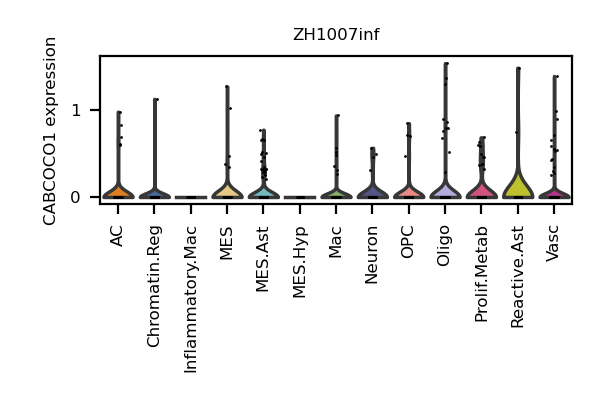 ZH1007inf
CABCOCO1 expression
1
0
AC
Chromatin.Reg
Inflammatory.Mac
MES
MES.Ast
MES.Hyp
Mac
Neuron
OPC
Oligo
Prolif.Metab
Reactive.Ast
Vasc